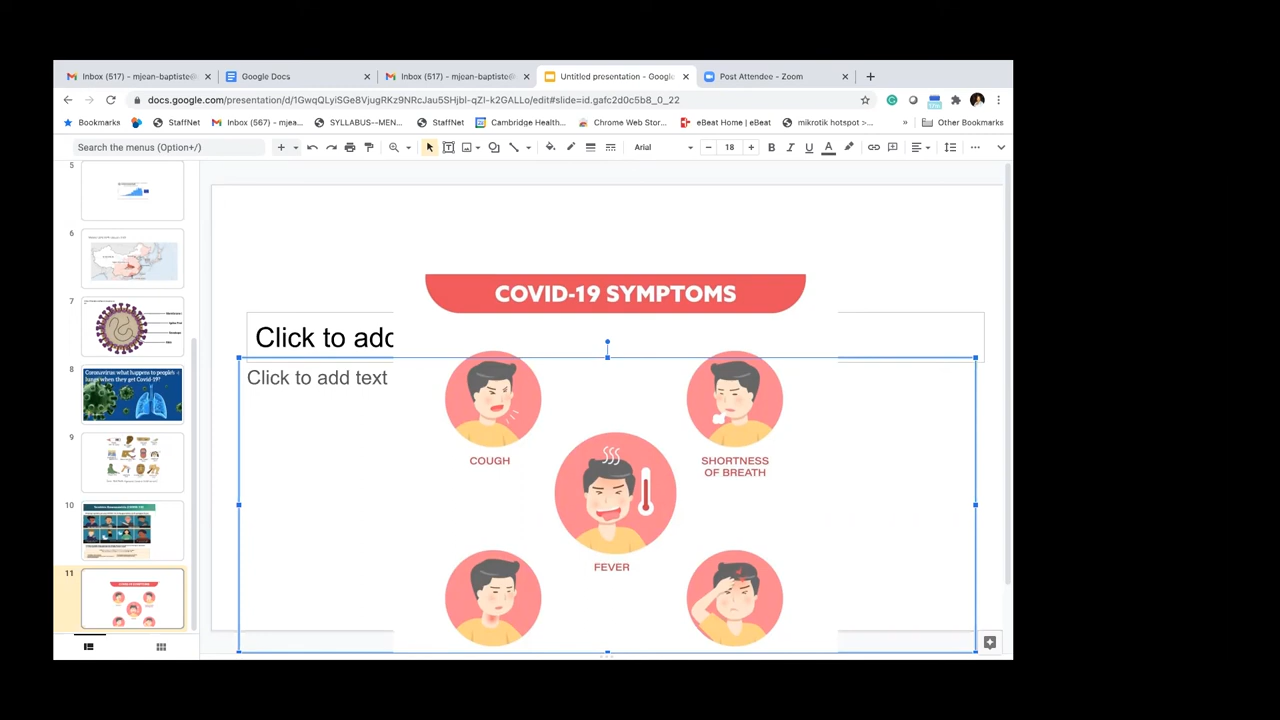 Inbox (517) - mjean-baptiste@
Google Docs
Inbox (517) - mjean-baptiste@
Untitled presentation - Google
Post Attendee - Zoom
docs.google.com/presentation/d/1GwqQLyiSGe8VjugRKz9NRcJau5SHjbI-qZI-k2GALLo/edit#slide=id.gafc2d0c5b8_0_22
Bookmarks
StaffNet
Inbox (567) - mjea...
SYLLABUS--MEN...
StaffNet
Cambridge Health...
Chrome Web Stor...
eBeat Home | eBeat
mikrotik hotspot >...
»
Other Bookmarks
Search the menus (Option+/)
Arial
18
5
6
7
8
Coronavirus: what happens to people's
lungs when they get Covid-19?
9
10
11
COVID-19 SYMPTOMS
Click to add
Click to add text
COUGH
SHORTNESS
OF BREATH
FEVER